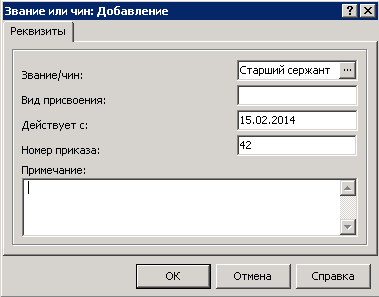 Звание или чин: Добавление
Реквизиты
Звание/чин: Старший сержант ...
Вид присвоения:
Действует с: 15.02.2014
Номер приказа: 42
Примечание:
ОК Отмена Справка